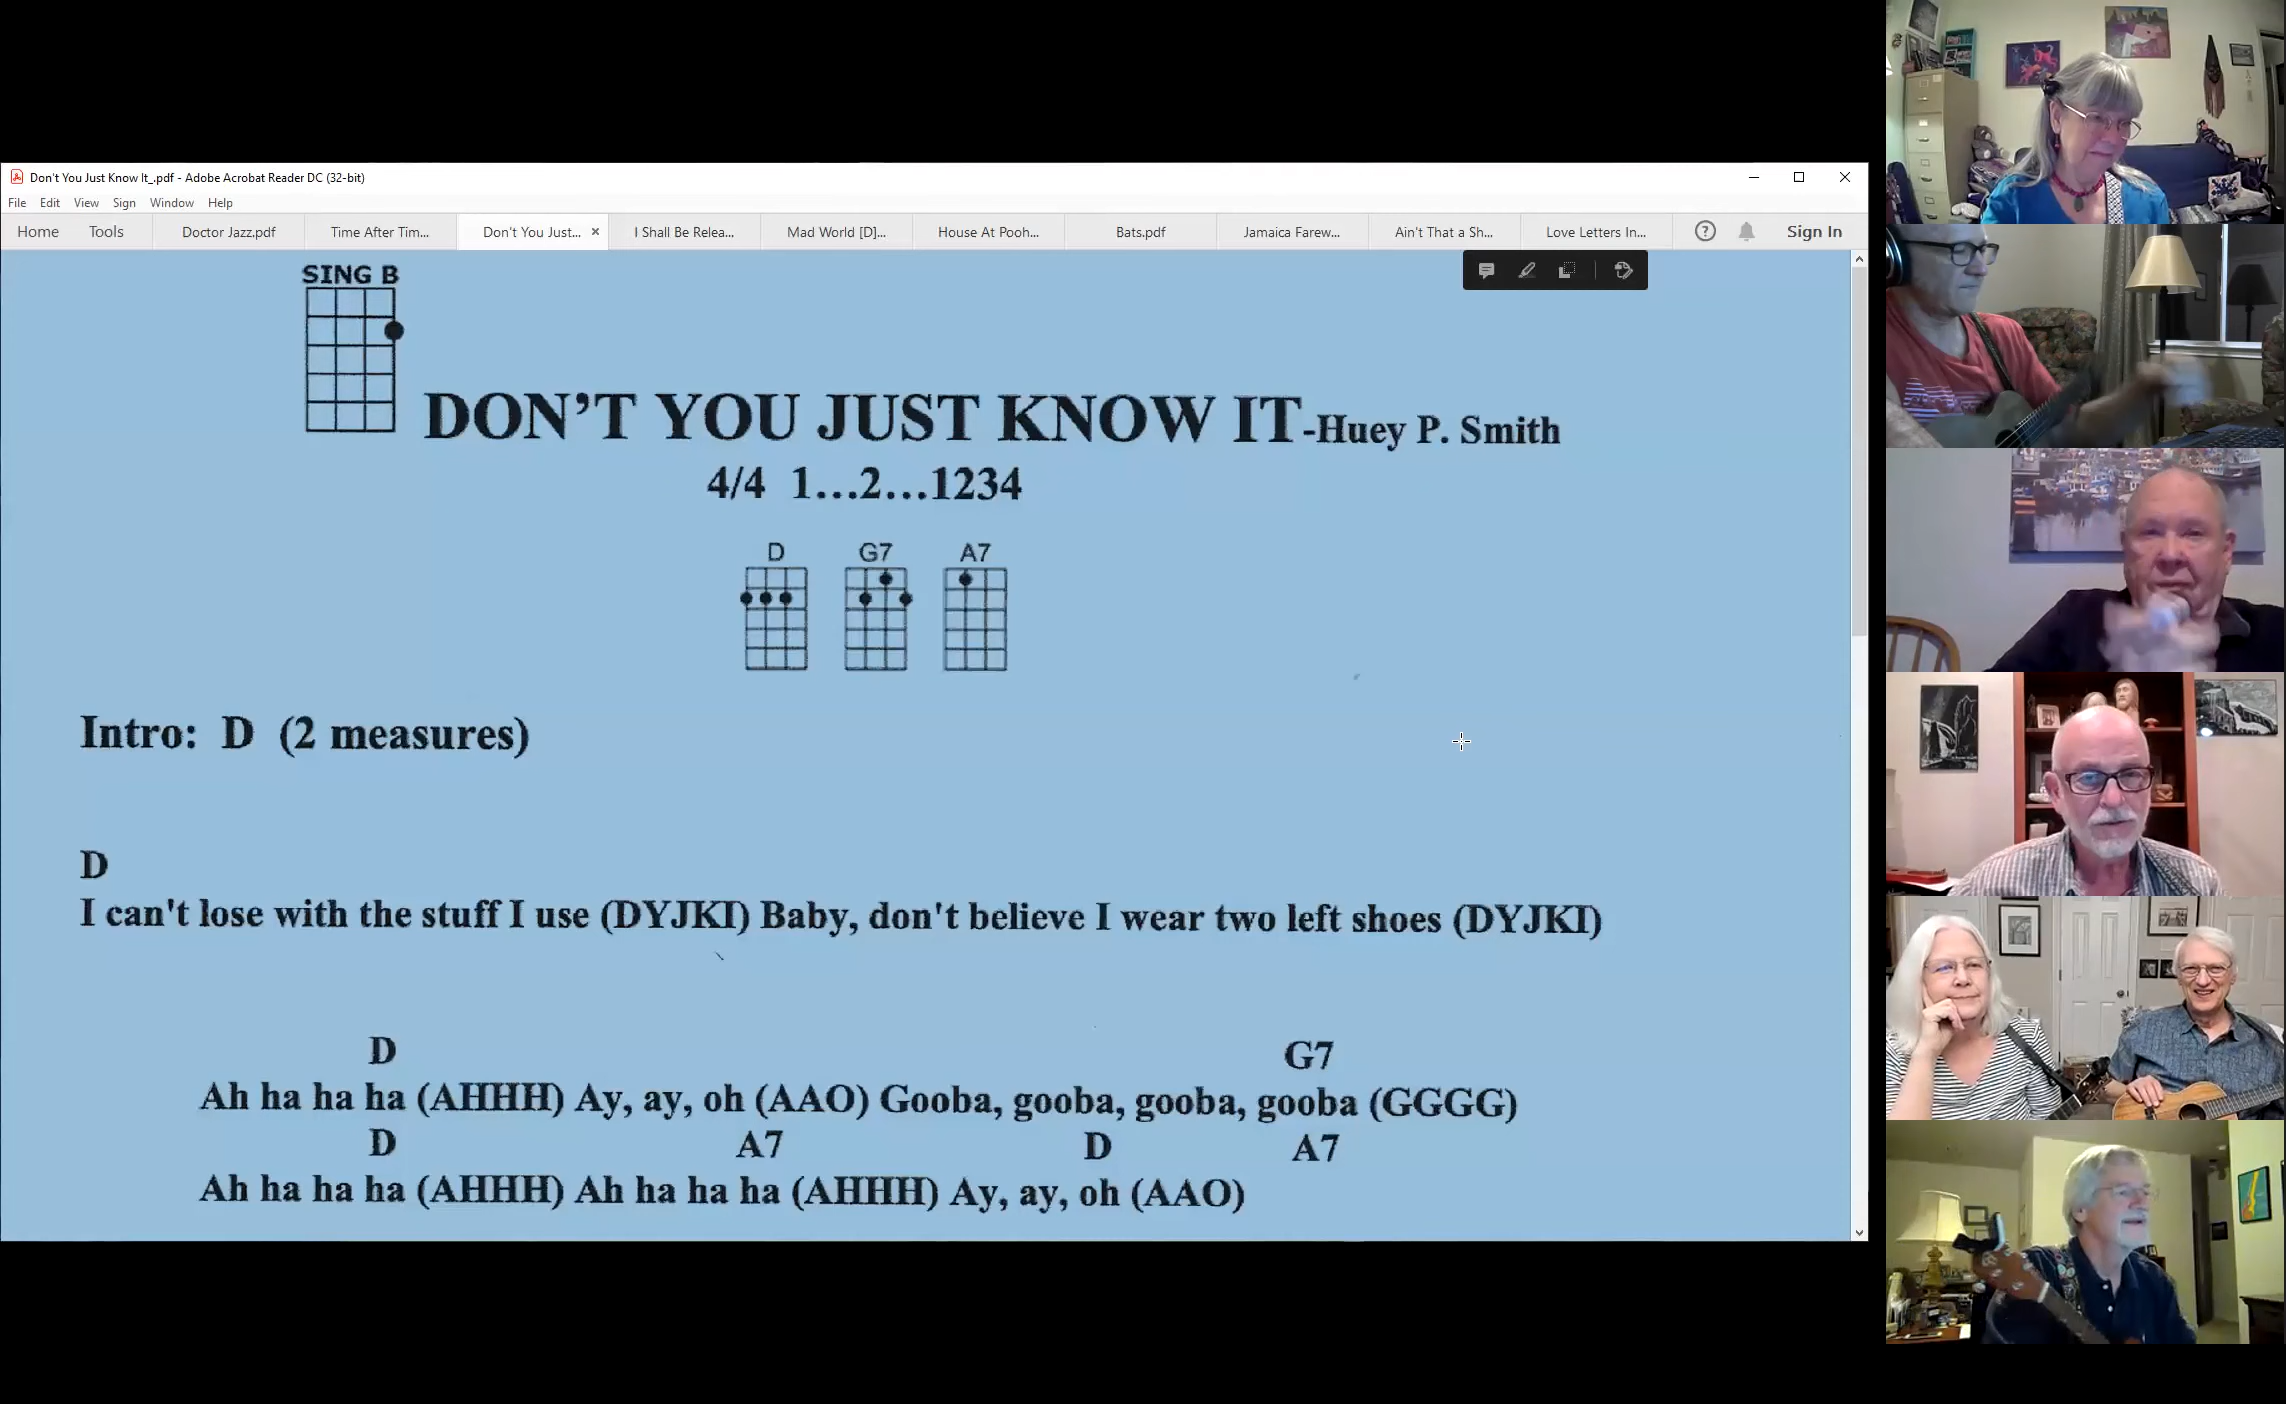 Don't You Just Know It_.pdf - Adobe Acrobat Reader DC (32-bit)
File Edit View Sign Window Help
Home Tools Doctor Jazz.pdf Time After Tim... Don't You Just... × I Shall Be Relea... Mad World [D]... House At Pooh... Bats.pdf Jamaica Farew... Ain't That a Sh... Love Letters In... Sign In
SING B
DON'T YOU JUST KNOW IT-Huey P. Smith
4/4 1...2...1234
D G7 A7
Intro: D (2 measures)
D
I can't lose with the stuff I use (DYJKI) Baby, don't believe I wear two left shoes (DYJKI)
D G7
Ah ha ha ha (AHHH) Ay, ay, oh (AAO) Gooba, gooba, gooba, gooba (GGGG)
D A7 D A7
Ah ha ha ha (AHHH) Ah ha ha ha (AHHH) Ay, ay, oh (AAO)